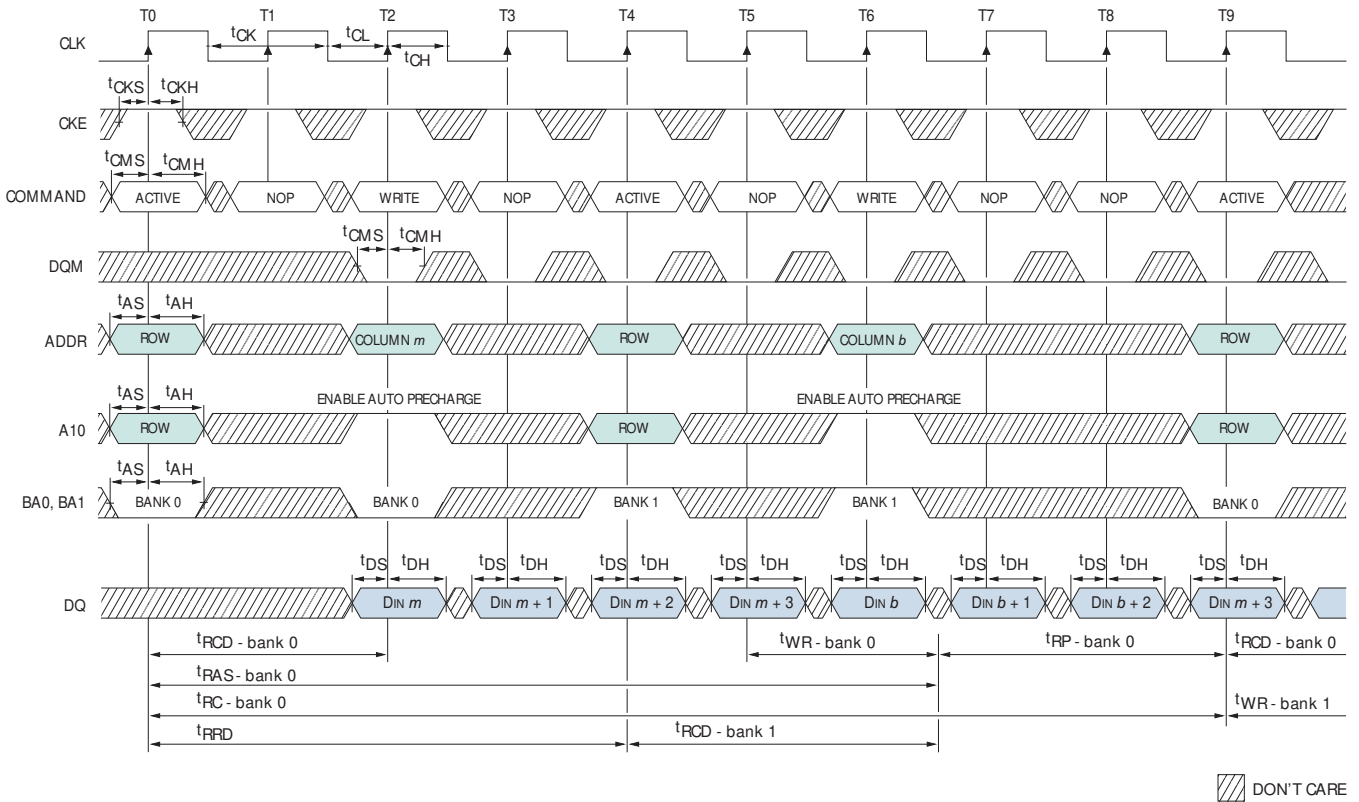 T0 T1 T2 T3 T4 T5 T6 T7 T8 T9
CLK
tCK tCL
tCH
tCKS tCKH
CKE
tCMS tCMH
COMMAND ACTIVE NOP WRITE NOP ACTIVE NOP WRITE NOP NOP ACTIVE
tCMS tCMH
DQM
tAS tAH
ADDR ROW COLUMN m ROW COLUMN b ROW
tAS tAH ENABLE AUTO PRECHARGE ENABLE AUTO PRECHARGE
A10 ROW ROW ROW
tAS tAH
BA0, BA1 BANK 0 BANK 0 BANK 1 BANK 1 BANK 0
tDS tDH tDS tDH tDS tDH tDS tDH tDS tDH tDS tDH tDS tDH tDS tDH
DQ DIN m DIN m + 1 DIN m + 2 DIN m + 3 DIN b DIN b + 1 DIN b + 2 DIN m + 3
tRCD - bank 0 tWR - bank 0 tRP - bank 0 tRCD - bank 0
tRAS - bank 0
tRC - bank 0 tWR - bank 1
tRRD tRCD - bank 1
DON'T CARE